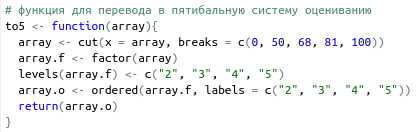 # функция для перевода в пятибальную систему оцениванию
to5 <- function(array){
  array <- cut(x = array, breaks = c(0, 50, 68, 81, 100))
  array.f <- factor(array)
  levels(array.f) <- c("2", "3", "4", "5")
  array.o <- ordered(array.f, labels = c("2", "3", "4", "5"))
  return(array.o)
}